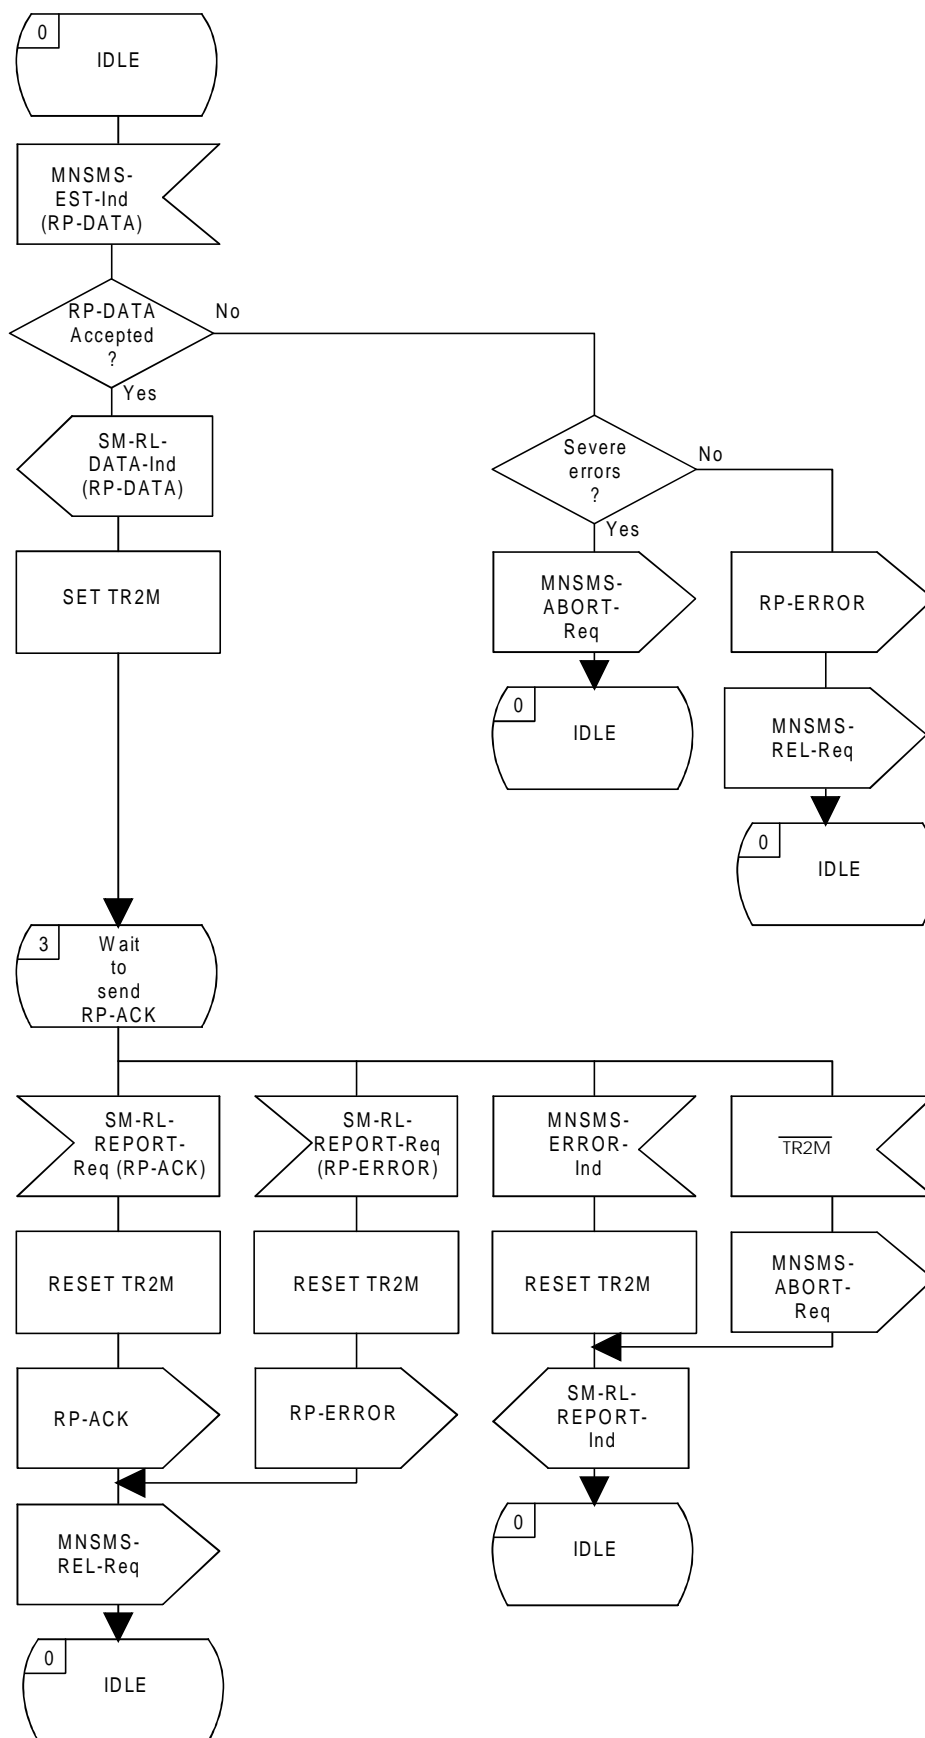 0
IDLE
MNSMS-
EST-Ind
(RP-DATA)
RP-DATA
Accepted
?
No
Yes
SM-RL-
DATA-Ind
(RP-DATA)
Severe
errors
?
No
Yes
SET TR2M
MNSMS-
ABORT-
Req
RP-ERROR
0
IDLE
MNSMS-
REL-Req
0
IDLE
3
Wait
to
send
RP-ACK
SM-RL-
REPORT-
Req (RP-ACK)
SM-RL-
REPORT-Req
(RP-ERROR)
MNSMS-
ERROR-
Ind
TR2M
RESET TR2M
RESET TR2M
RESET TR2M
MNSMS-
ABORT-
Req
RP-ACK
RP-ERROR
SM-RL-
REPORT-
Ind
MNSMS-
REL-Req
0
IDLE
0
IDLE